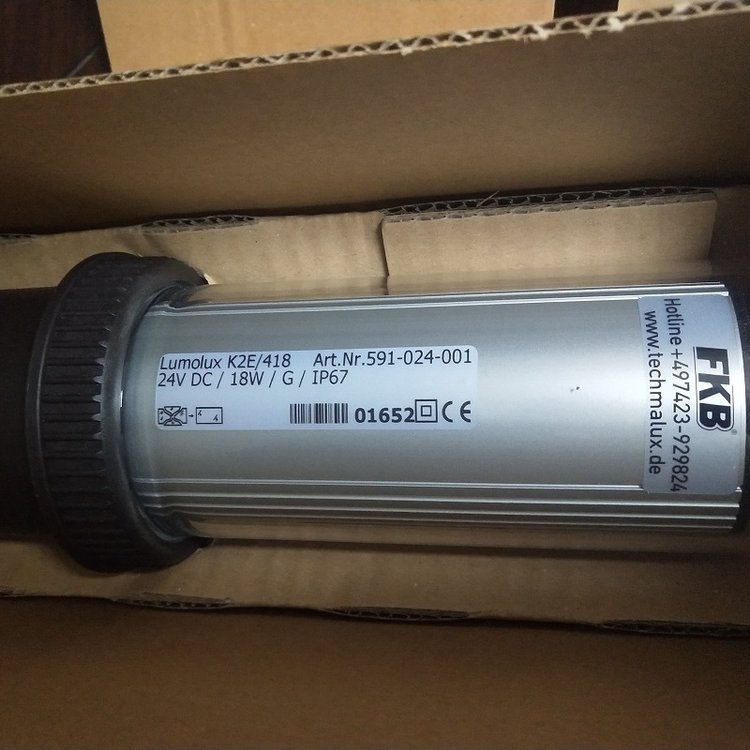 Lumolux K2E/418 Art.Nr.591-024-001
24V DC / 18W / G / IP67
01652 CE
FKB®
Hotline +497423-929824
www.techmalux.de